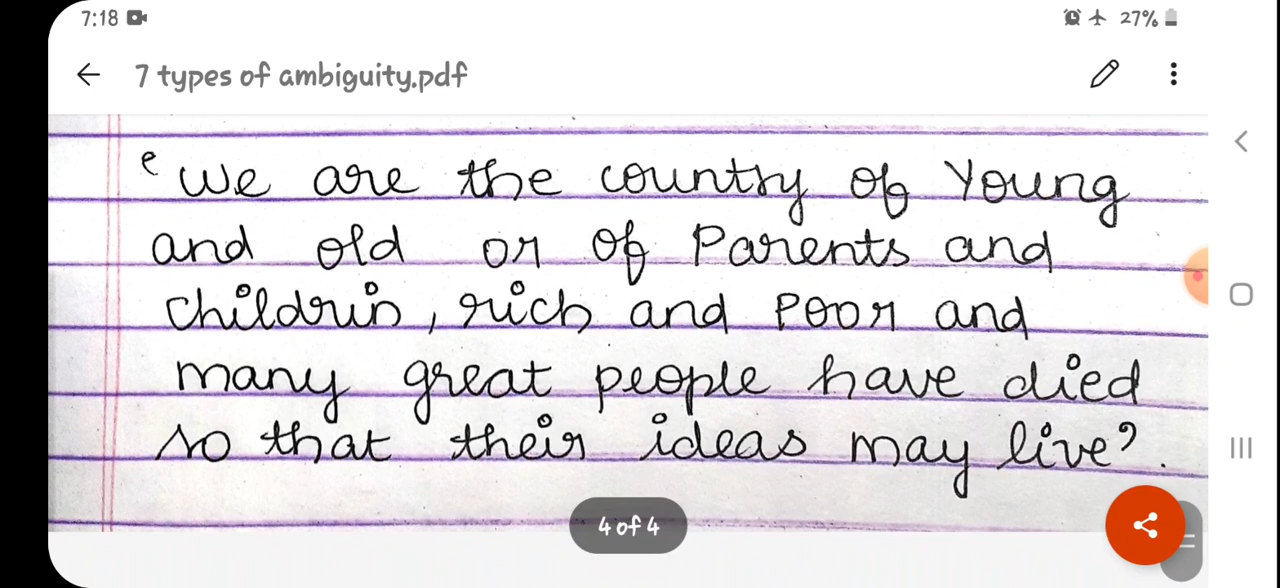 7:18
27%
7 types of ambiguity.pdf
‘ we are the country of Young
and old or of Parents and
childrin, rich and Poor and
many great people have died
so that their ideas may live’.
4 of 4